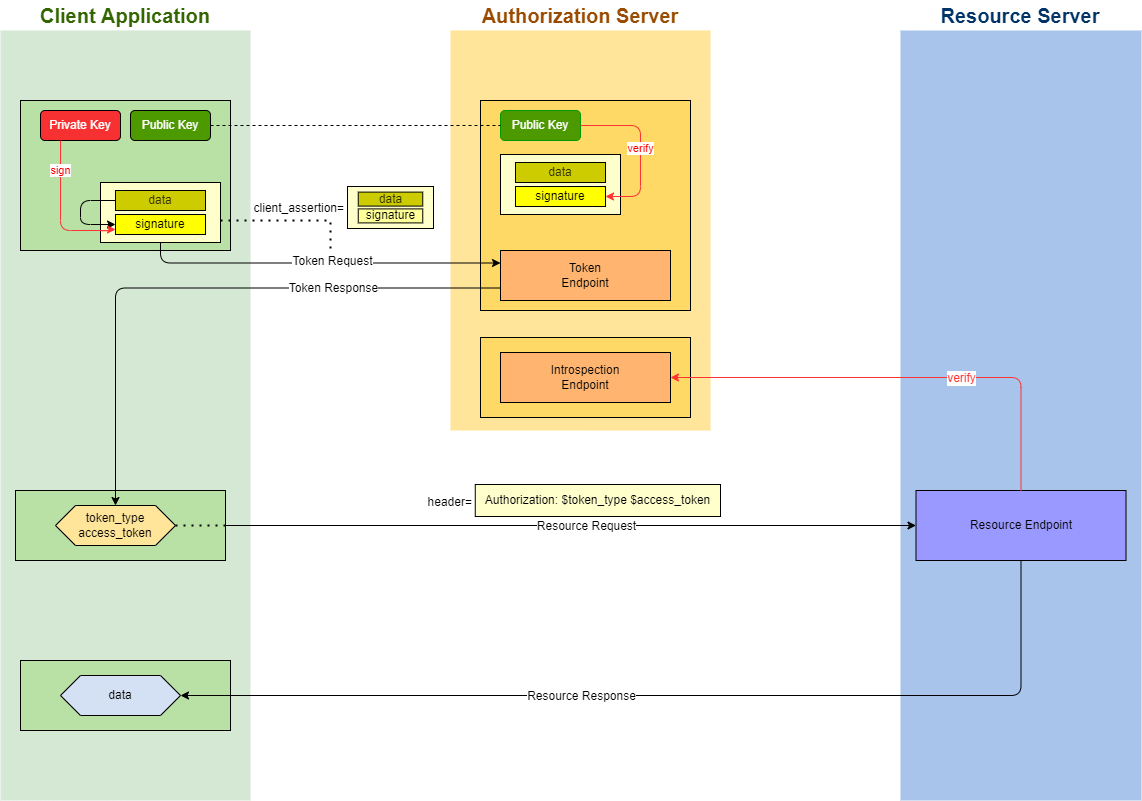 Client Application
Authorization Server
Resource Server
Private Key
Public Key
Public Key
verify
sign
data
signature
data
signature
client_assertion=
data
signature
Token Request
Token
Endpoint
Token Response
Introspection
Endpoint
verify
header=
Authorization: $token_type $access_token
token_type
access_token
Resource Request
Resource Endpoint
data
Resource Response